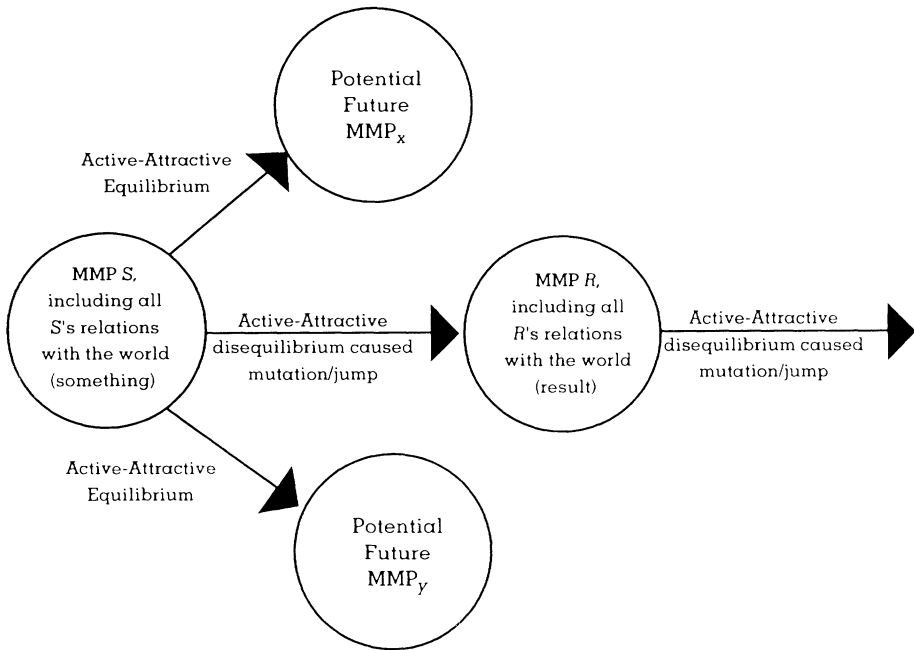 Potential
Future
MMPx
Active-Attractive
Equilibrium
MMP S,
including all
S's relations
with the world
(something)
Active-Attractive
disequilibrium caused
mutation/jump
MMP R,
including all
R's relations
with the world
(result)
Active-Attractive
disequilibrium caused
mutation/jump
Active-Attractive
Equilibrium
Potential
Future
MMPy